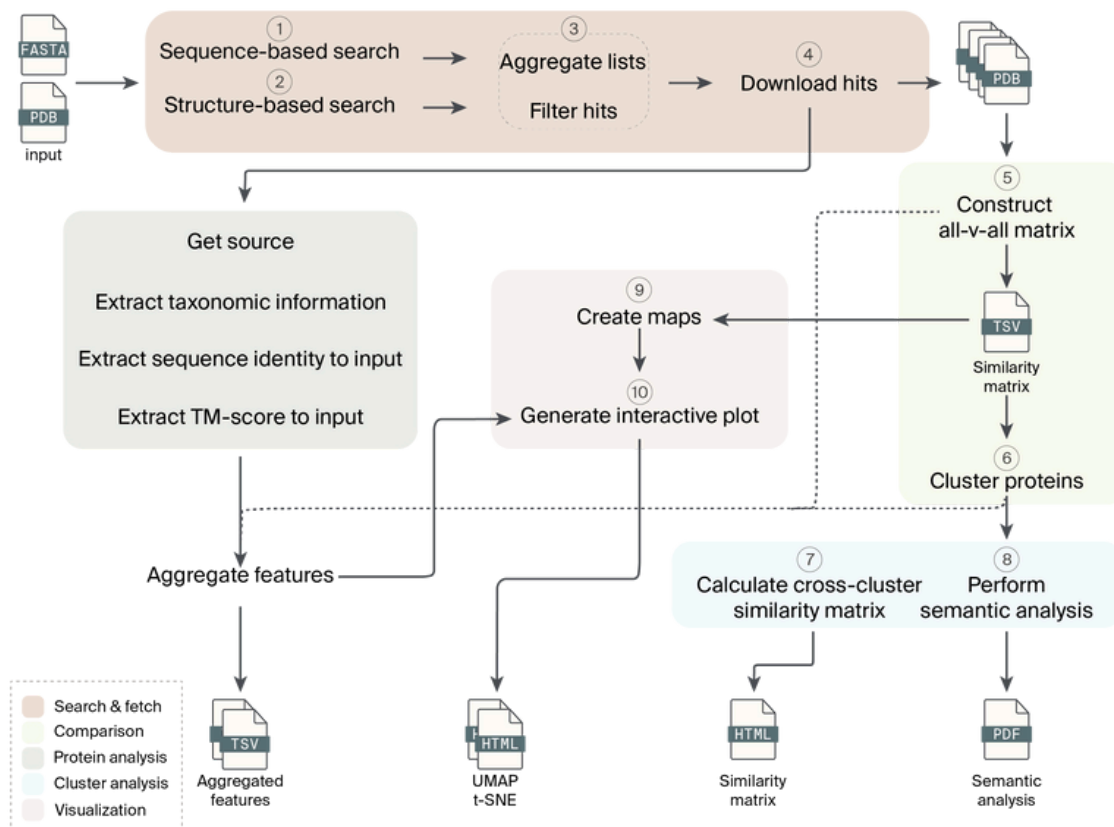 FASTA
PDB
input
1
Sequence-based search
2
Structure-based search
3
Aggregate lists
Filter hits
4
Download hits
PDB
Get source
Extract taxonomic information
Extract sequence identity to input
Extract TM-score to input
5
Construct
all-v-all matrix
TSV
Similarity
matrix
6
Cluster proteins
9
Create maps
10
Generate interactive plot
Aggregate features
7
Calculate cross-cluster
similarity matrix
8
Perform
semantic analysis
Search & fetch
Comparison
Protein analysis
Cluster analysis
Visualization
TSV
Aggregated
features
HTML
UMAP
t-SNE
HTML
Similarity
matrix
PDF
Semantic
analysis